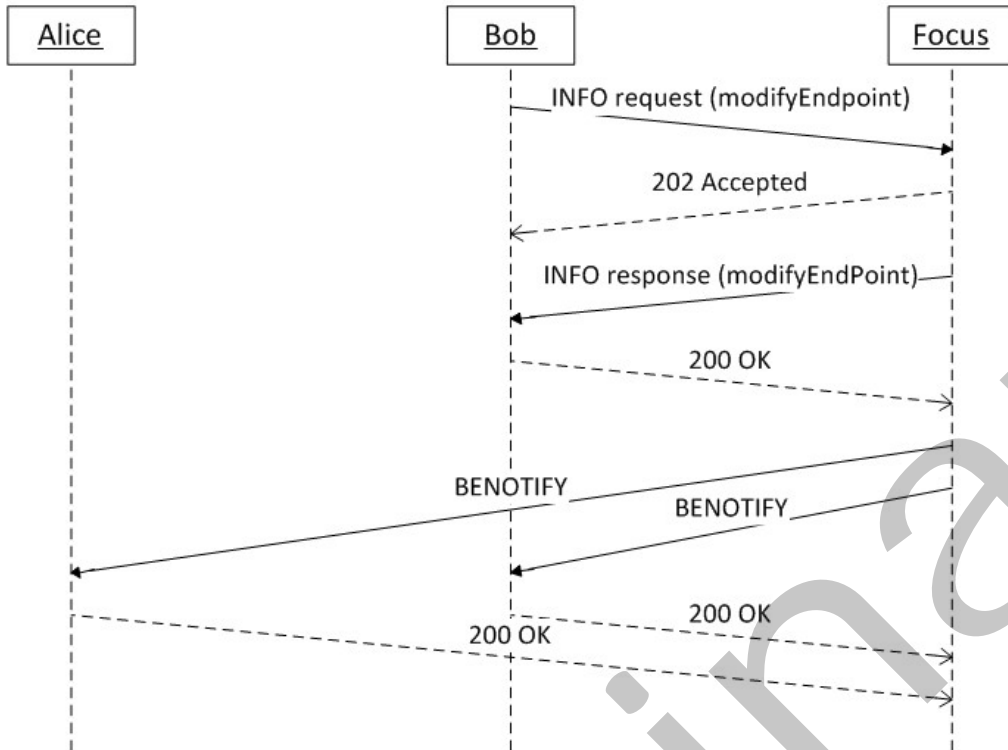 Alice
Bob
Focus
INFO request (modifyEndpoint)
202 Accepted
INFO response (modifyEndPoint)
200 OK
BENOTIFY
BENOTIFY
200 OK
200 OK